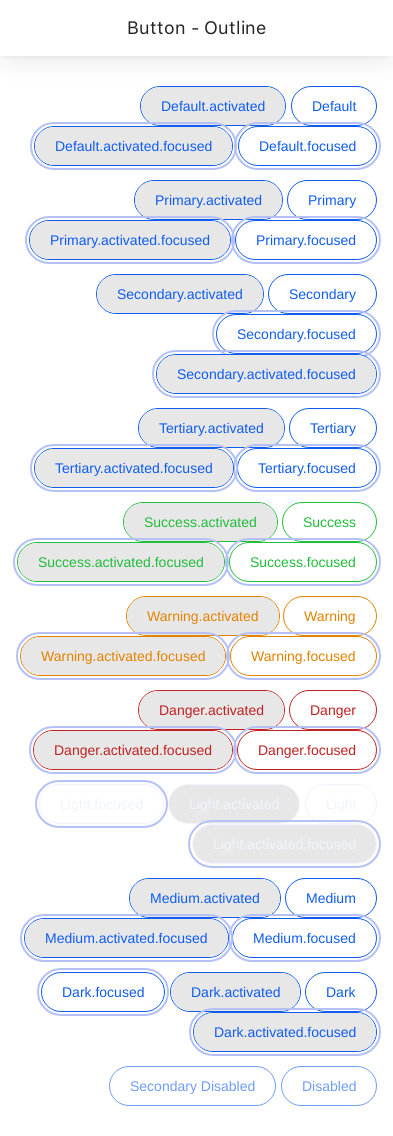 Button - Outline
Default.activated Default
Default.activated.focused Default.focused
Primary.activated Primary
Primary.activated.focused Primary.focused
Secondary.activated Secondary
Secondary.focused
Secondary.activated.focused
Tertiary.activated Tertiary
Tertiary.activated.focused Tertiary.focused
Success.activated Success
Success.activated.focused Success.focused
Warning.activated Warning
Warning.activated.focused Warning.focused
Danger.activated Danger
Danger.activated.focused Danger.focused
Light.focused Light.activated Light
Light.activated.focused
Medium.activated Medium
Medium.activated.focused Medium.focused
Dark.focused Dark.activated Dark
Dark.activated.focused
Secondary Disabled Disabled